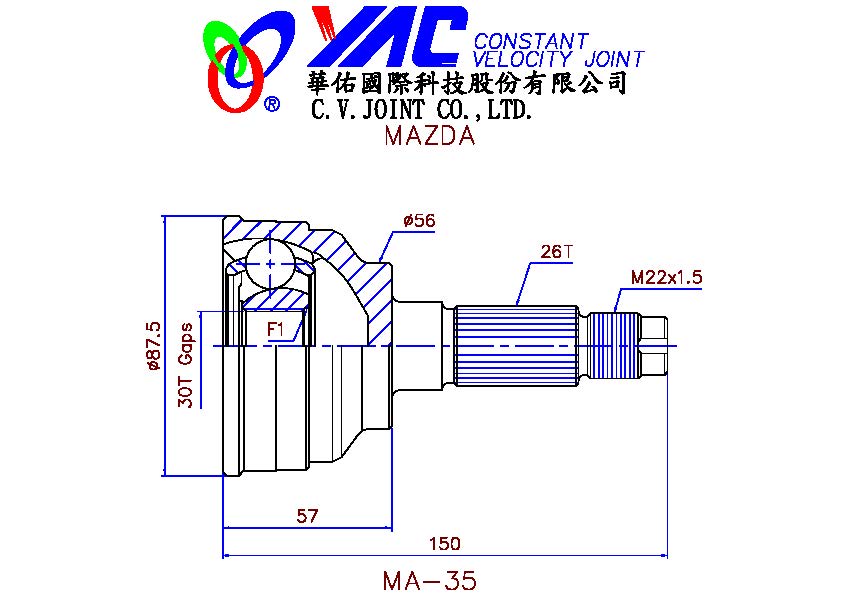 YAC CONSTANT
VELOCITY JOINT
®
華佑國際科技股份有限公司
C.V.JOINT CO.,LTD.
MAZDA
ø56
26T
M22x1.5
F1
ø87.5
30T Gaps
57
150
MA-35